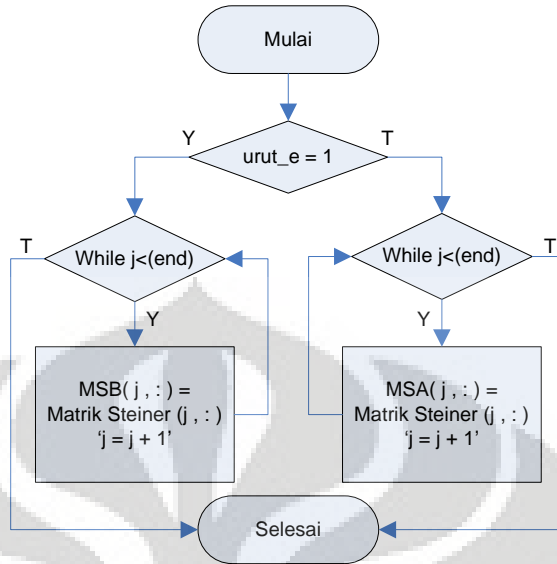 Mulai
urut_e = 1
Y
T
While j<(end)
T
Y
MSB( j , : ) =
Matrik Steiner (j , : )
‘j = j + 1’
While j<(end)
T
Y
MSA( j , : ) =
Matrik Steiner (j , : )
‘j = j + 1’
Selesai